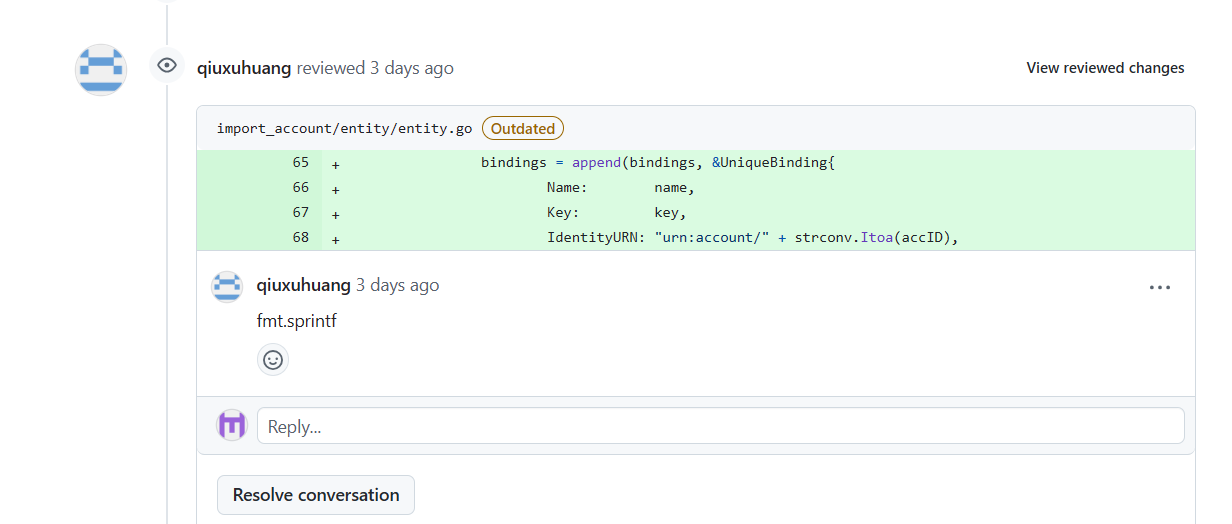 qiuxuhuang reviewed 3 days ago View reviewed changes
import_account/entity/entity.go Outdated
65 + bindings = append(bindings, &UniqueBinding{
66 + Name: name,
67 + Key: key,
68 + IdentityURN: "urn:account/" + strconv.Itoa(accID),
qiuxuhuang 3 days ago
fmt.sprintf
Reply...
Resolve conversation